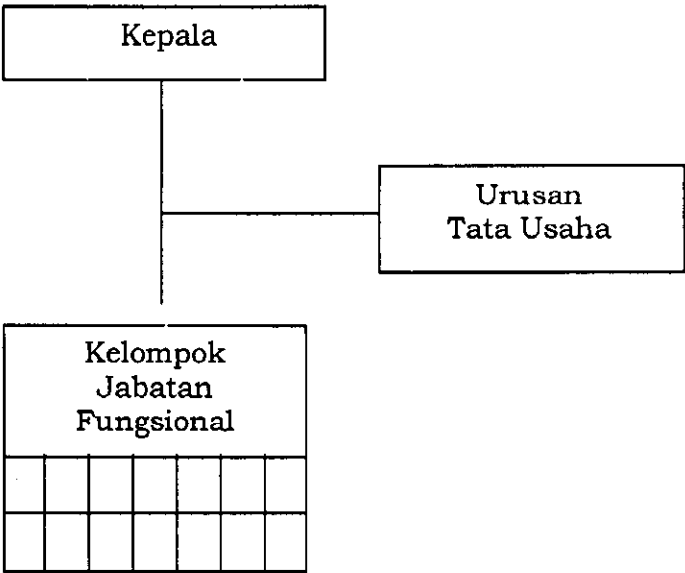 Kepala
Urusan
Tata Usaha
Kelompok
Jabatan
Fungsional